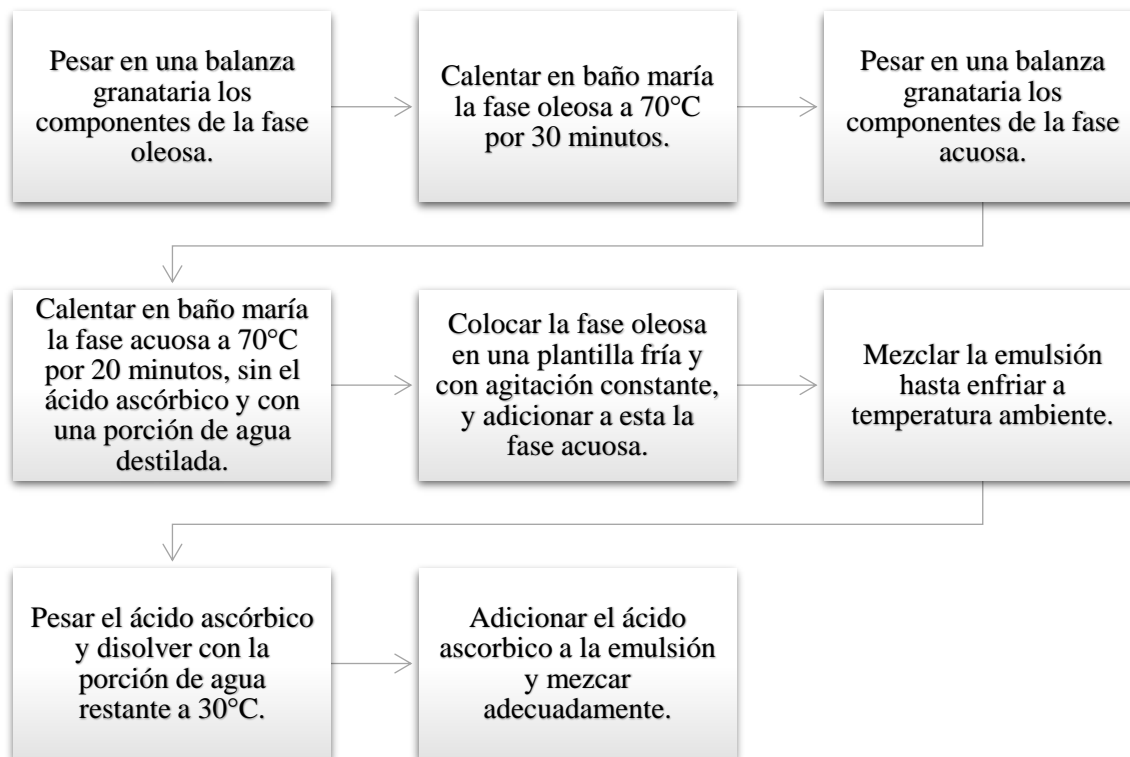 Pesar en una balanza
granataria los
componentes de la fase
oleosa.
Calentar en baño maría
la fase oleosa a 70°C
por 30 minutos.
Pesar en una balanza
granataria los
componentes de la fase
acuosa.
Calentar en baño maría
la fase acuosa a 70°C
por 20 minutos, sin el
ácido ascórbico y con
una porción de agua
destilada.
Colocar la fase oleosa
en una plantilla fría y
con agitación constante,
y adicionar a esta la
fase acuosa.
Mezclar la emulsión
hasta enfriar a
temperatura ambiente.
Pesar el ácido ascórbico
y disolver con la
porción de agua
restante a 30°C.
Adicionar el ácido
ascorbico a la emulsión
y mezcar
adecuadamente.